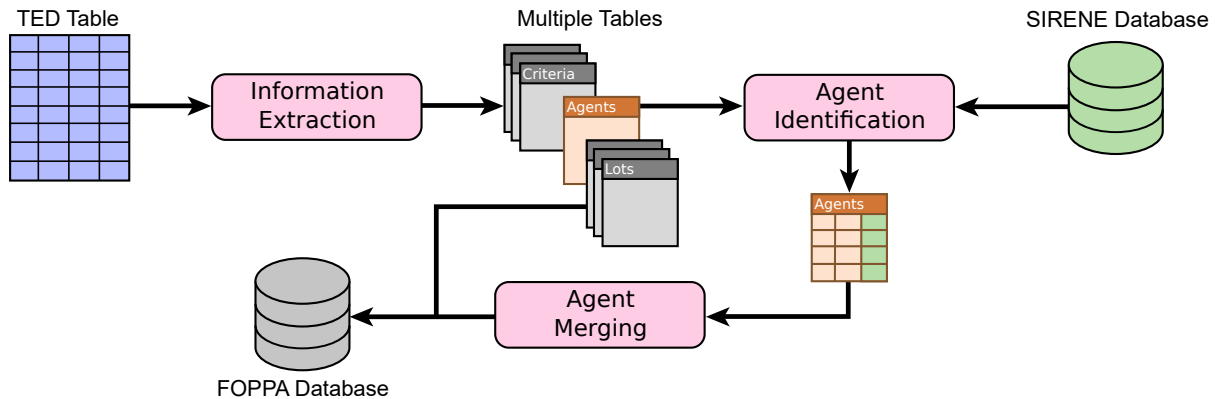 TED Table
Multiple Tables
SIRENE Database
Information
Extraction
Criteria
Agents
Lots
Agent
Identification
Agents
Agent
Merging
FOPPA Database